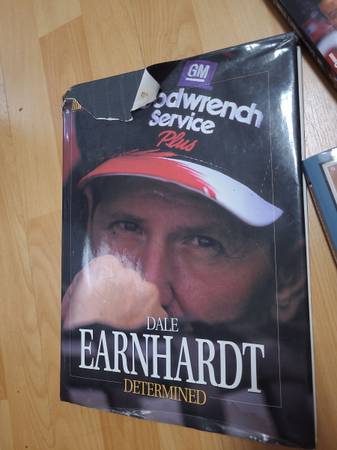 GM
odwrench
Service
Plus
DALE
EARNHARDT
DETERMINED